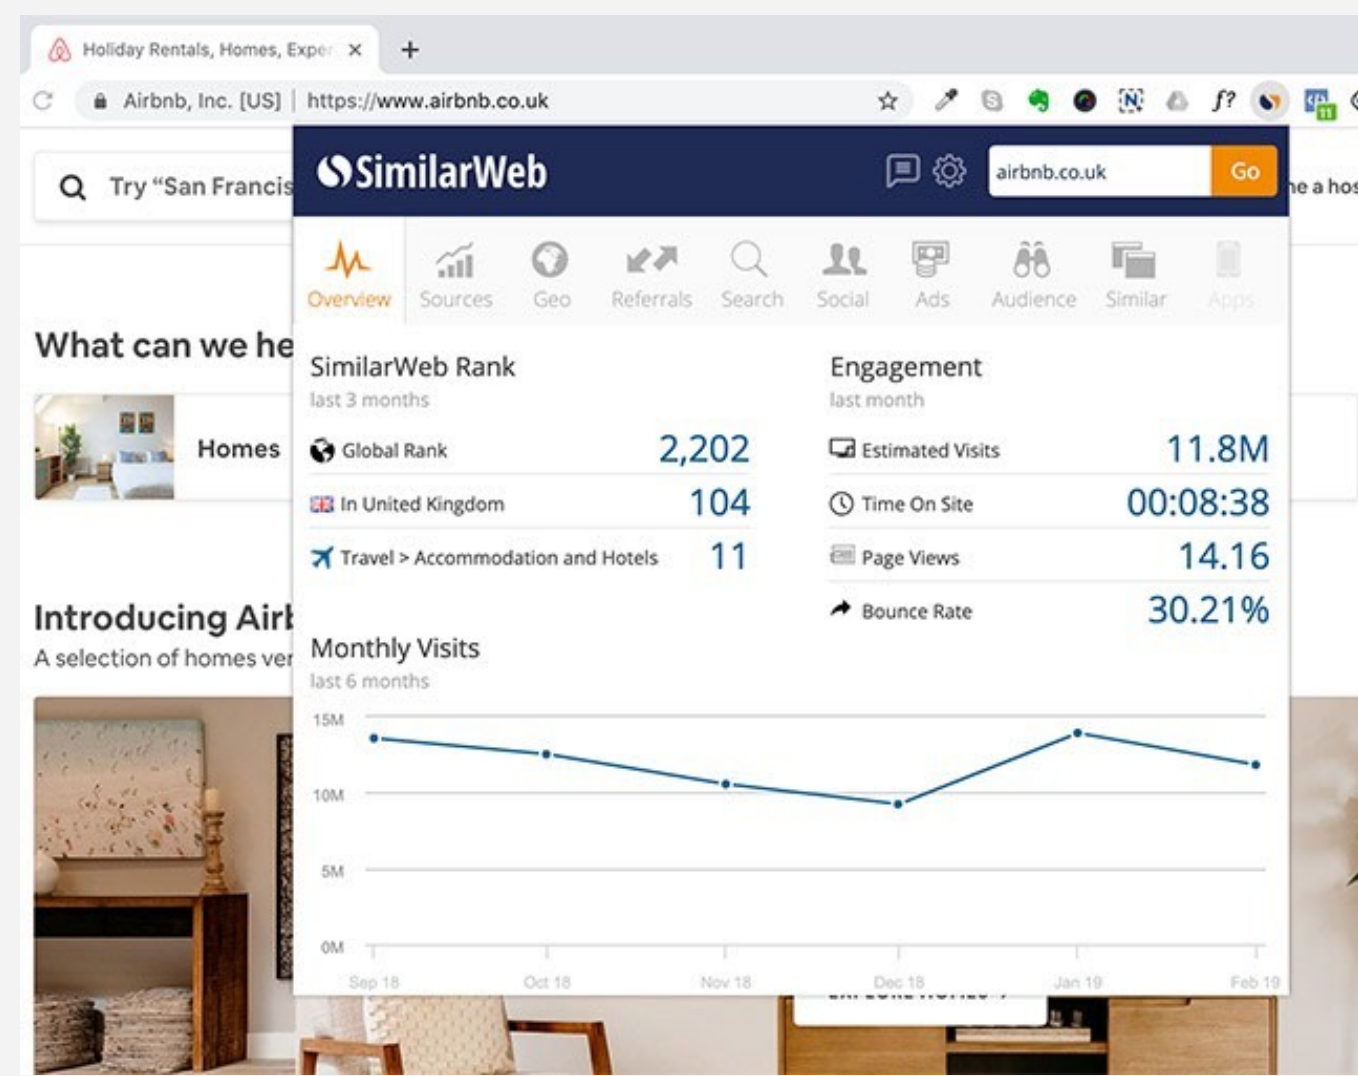 Holiday Rentals, Homes, Exper
Airbnb, Inc. [US] | https://www.airbnb.co.uk
f?
11
Try “San Francis
SimilarWeb
airbnb.co.uk
Go
ne a hos
Overview
Sources
Geo
Referrals
Search
Social
Ads
Audience
Similar
Apps
What can we he
Homes
SimilarWeb Rank
last 3 months
Global Rank 2,202
In United Kingdom 104
Travel > Accommodation and Hotels 11
Engagement
last month
Estimated Visits 11.8M
Time On Site 00:08:38
Page Views 14.16
Bounce Rate 30.21%
Introducing Airb
A selection of homes ver
Monthly Visits
last 6 months
15M
10M
5M
0M
Sep 18
Oct 18
Nov 18
Dec 18
Jan 19
Feb 19